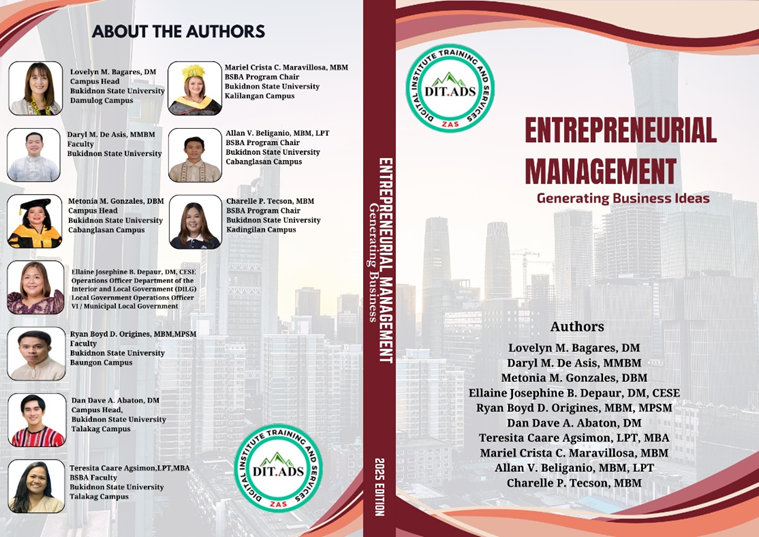 ABOUT THE AUTHORS
Lovelyn M. Bagares, DM
Campus Head
Bukidnon State University
Damulog Campus
Daryl M. De Asis, MMBM
Faculty
Bukidnon State University
Metonia M. Gonzales, DBM
Campus Head
Bukidnon State University
Cabanglasan Campus
Ellaine Josephine B. Depaur, DM, CESE
Operations Officer Department of the
Interior and Local Government (DILG)
Local Government Operations Officer
VI / Municipal Local Government
Ryan Boyd D. Origines, MBM,MPSM
Faculty
Bukidnon State University
Baungon Campus
Dan Dave A. Abaton, DM
Campus Head,
Bukidnon State University
Talakag Campus
Teresita Caare Agsimon,LPT,MBA
BSBA Faculty
Bukidnon State University
Talakag Campus
Mariel Crista C. Maravillosa, MBM
BSBA Program Chair
Bukidnon State University
Kalilangan Campus
Allan V. Beliganio, MBM, LPT
BSBA Program Chair
Bukidnon State University
Cabanglasan Campus
Charelle P. Tecson, MBM
BSBA Program Chair
Bukidnon State University
Kadingilan Campus
DIGITAL INSTITUTE TRAINING AND SERVICES
DIT.ADS
ZAS
ENTREPRENEURIAL MANAGEMENT
Generating Business
2025 EDITION
DIGITAL INSTITUTE TRAINING AND SERVICES
DIT.ADS
ZAS
ENTREPRENEURIAL
MANAGEMENT
Generating Business Ideas
Authors
Lovelyn M. Bagares, DM
Daryl M. De Asis, MMBM
Metonia M. Gonzales, DBM
Ellaine Josephine B. Depaur, DM, CESE
Ryan Boyd D. Origines, MBM, MPSM
Dan Dave A. Abaton, DM
Teresita Caare Agsimon, LPT, MBA
Mariel Crista C. Maravillosa, MBM
Allan V. Beliganio, MBM, LPT
Charelle P. Tecson, MBM